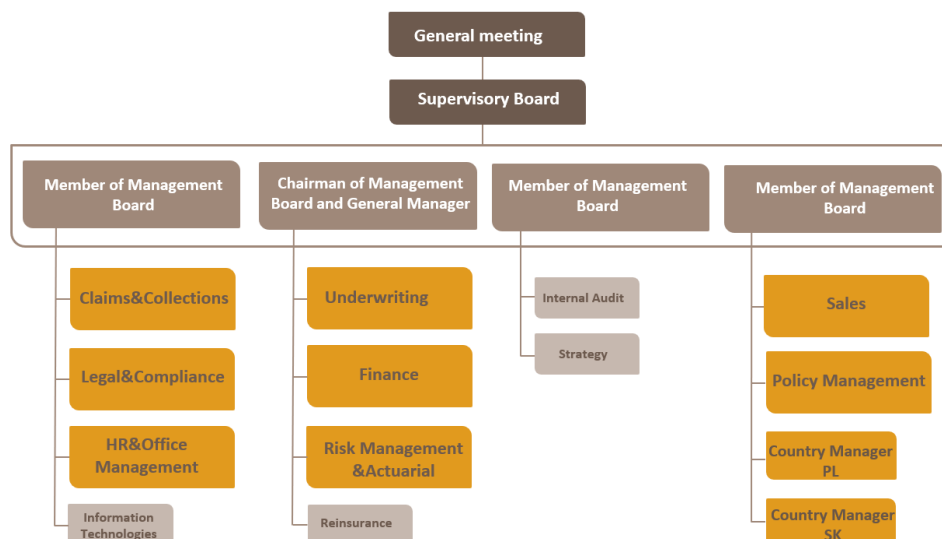 General meeting
Supervisory Board
Member of Management
Board
Chairman of Management
Board and General Manager
Member of Management
Board
Member of Management
Board
Claims&Collections
Legal&Compliance
HR&Office
Management
Information
Technologies
Underwriting
Finance
Risk Management
&Actuarial
Reinsurance
Internal Audit
Strategy
Sales
Policy Management
Country Manager
PL
Country Manager
SK